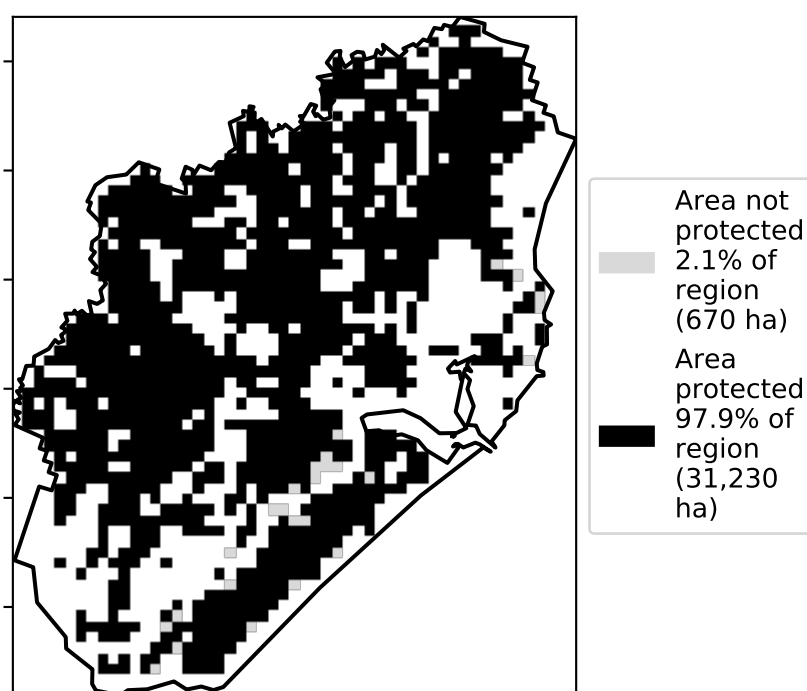 Area not
protected
2.1% of
region
(670 ha)
Area
protected
97.9% of
region
(31,230
ha)